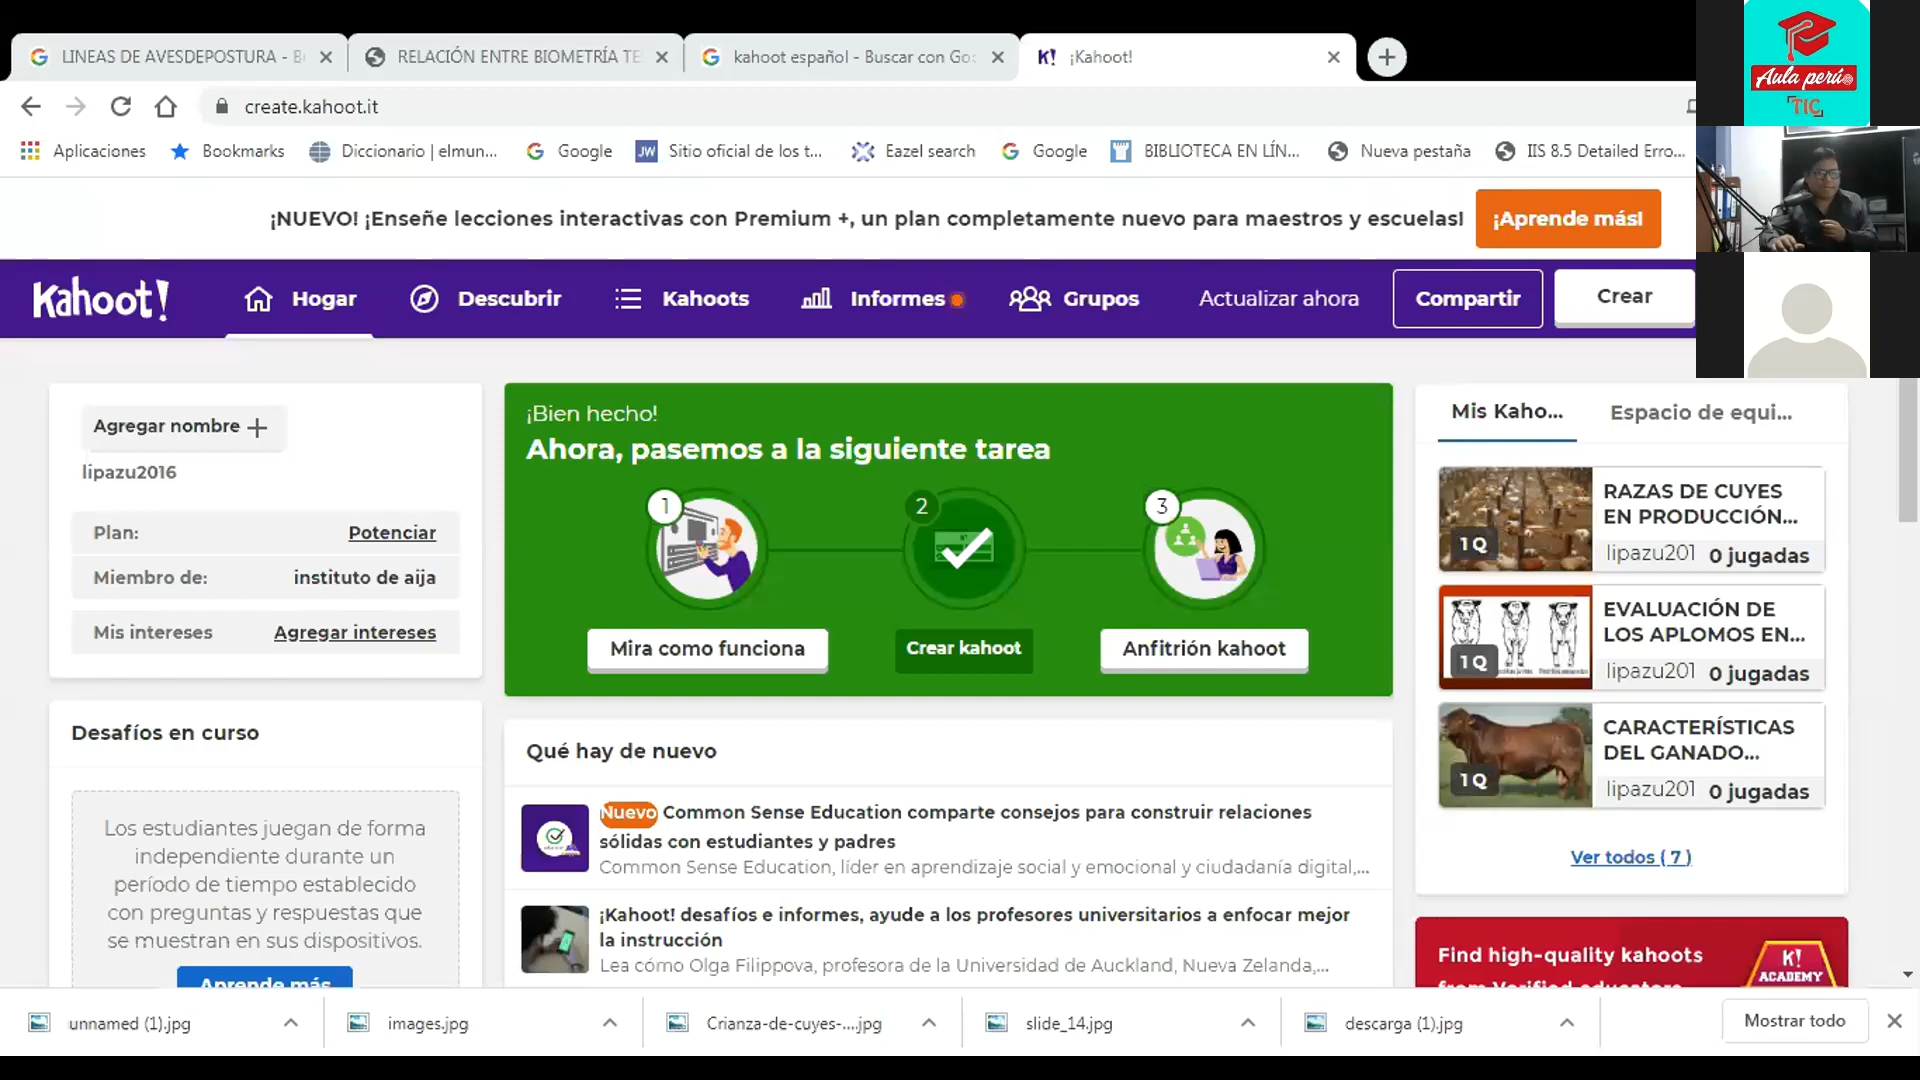 LINEAS DE AVESDEPOSTURA - B
RELACIÓN ENTRE BIOMETRÍA TE
kahoot español - Buscar con Goo
K! ¡Kahoot!
create.kahoot.it
Aplicaciones
Bookmarks
Diccionario | elmun...
Google
JW Sitio oficial de los t...
Eazel search
Google
BIBLIOTECA EN LÍN...
Nueva pestaña
IIS 8.5 Detailed Erro...
Aula perú
TIC
¡NUEVO! ¡Enseñe lecciones interactivas con Premium +, un plan completamente nuevo para maestros y escuelas!
¡Aprende más!
Kahoot!
Hogar
Descubrir
Kahoots
Informes
Grupos
Actualizar ahora
Compartir
Crear
Agregar nombre +
lipazu2016
Plan: Potenciar
Miembro de: instituto de aija
Mis intereses Agregar intereses
Desafíos en curso
Los estudiantes juegan de forma
independiente durante un
período de tiempo establecido
con preguntas y respuestas que
se muestran en sus dispositivos.
Aprende más
¡Bien hecho!
Ahora, pasemos a la siguiente tarea
1
2
3
Mira como funciona
Crear kahoot
Anfitrión kahoot
Qué hay de nuevo
Nuevo Common Sense Education comparte consejos para construir relaciones
sólidas con estudiantes y padres
Common Sense Education, líder en aprendizaje social y emocional y ciudadanía digital,...
¡Kahoot! desafíos e informes, ayude a los profesores universitarios a enfocar mejor
la instrucción
Lea cómo Olga Filippova, profesora de la Universidad de Auckland, Nueva Zelanda,...
Mis Kaho...
Espacio de equi...
1 Q
RAZAS DE CUYES
EN PRODUCCIÓN...
lipazu201 0 jugadas
1 Q
EVALUACIÓN DE
LOS APLOMOS EN...
lipazu201 0 jugadas
1 Q
CARACTERÍSTICAS
DEL GANADO...
lipazu201 0 jugadas
Ver todos ( 7 )
Find high-quality kahoots
from Verified educators
K!
ACADEMY
unnamed (1).jpg
images.jpg
Crianza-de-cuyes-....jpg
slide_14.jpg
descarga (1).jpg
Mostrar todo